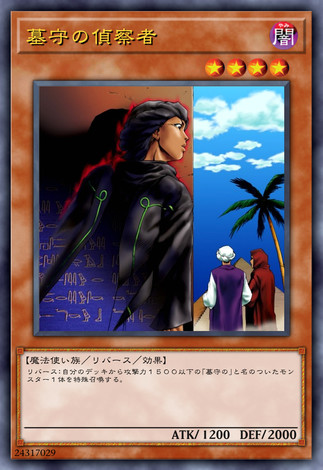 墓守の偵察者
やみ
闇
【魔法使い族／リバース／効果】
リバース：自分のデッキから攻撃力１５００以下の「墓守の」と名のついたモ
ンスター１体を特殊召喚する。
ATK/1200 DEF/2000
24317029